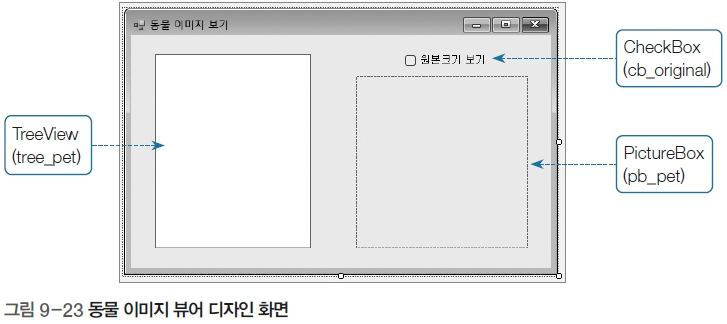 동물 이미지 보기
원본크기 보기
CheckBox
(cb_original)
TreeView
(tree_pet)
PictureBox
(pb_pet)
그림 9-23 동물 이미지 뷰어 디자인 화면